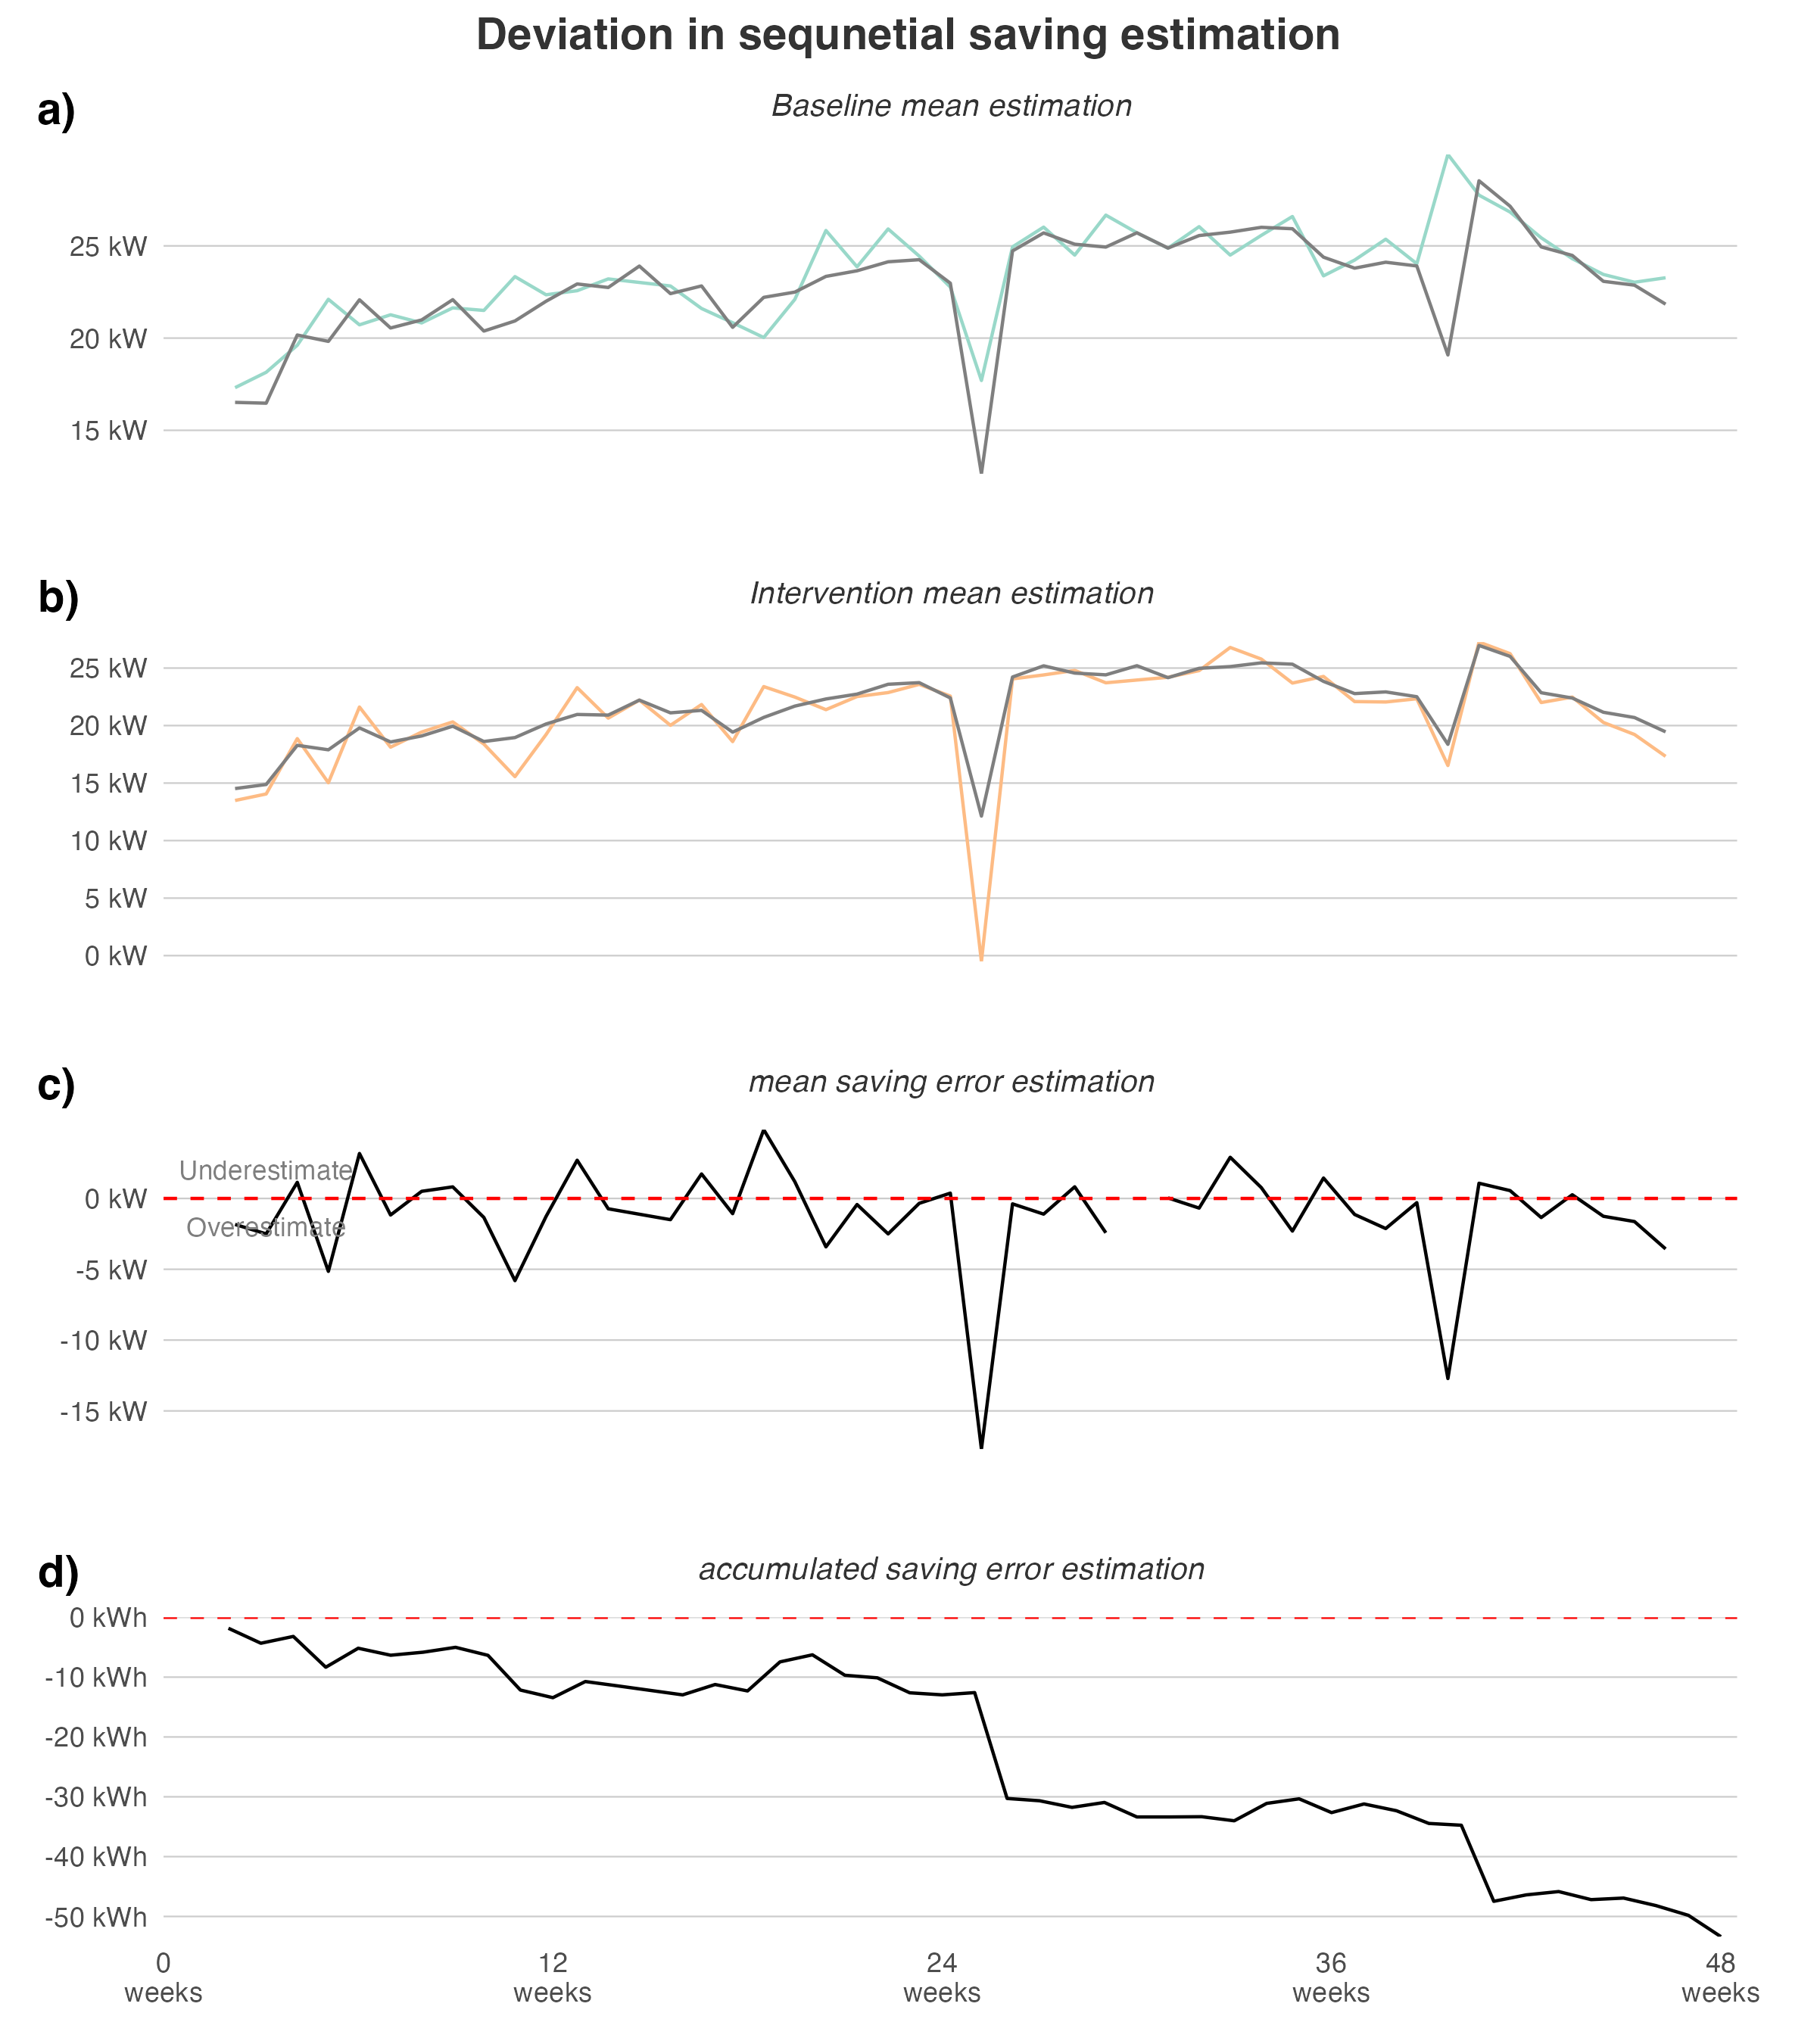 Deviation in sequnetial saving estimation
a)
Baseline mean estimation
25 kW
20 kW
15 kW
b)
Intervention mean estimation
25 kW
20 kW
15 kW
10 kW
5 kW
0 kW
c)
mean saving error estimation
Underestimate
0 kW
Overestimate
-5 kW
-10 kW
-15 kW
d)
accumulated saving error estimation
0 kWh
-10 kWh
-20 kWh
-30 kWh
-40 kWh
-50 kWh
0 12 24 36 48
weeks weeks weeks weeks weeks